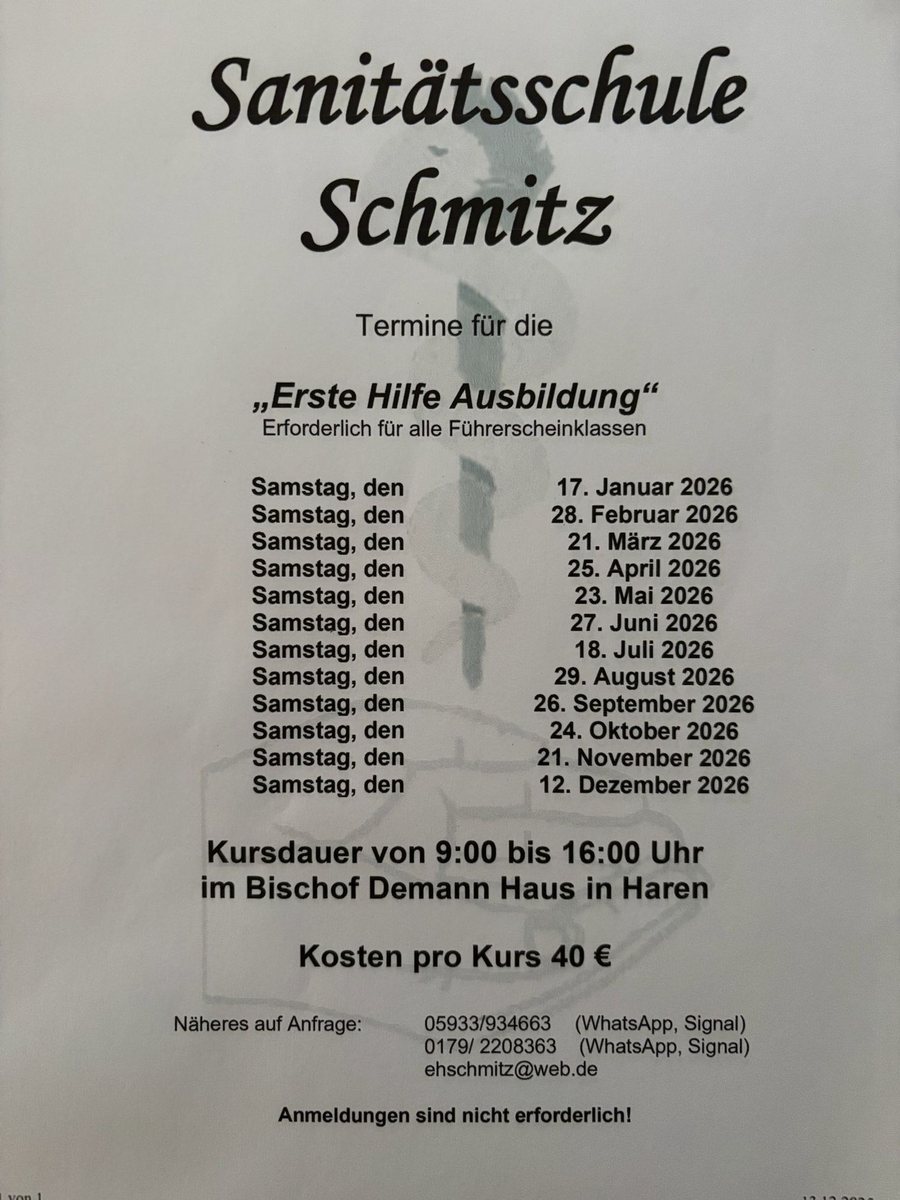 Sanitätsschule
Schmitz
Termine für die
„Erste Hilfe Ausbildung“
Erforderlich für alle Führerscheinklassen
Samstag, den 17. Januar 2026
Samstag, den 28. Februar 2026
Samstag, den 21. März 2026
Samstag, den 25. April 2026
Samstag, den 23. Mai 2026
Samstag, den 27. Juni 2026
Samstag, den 18. Juli 2026
Samstag, den 29. August 2026
Samstag, den 26. September 2026
Samstag, den 24. Oktober 2026
Samstag, den 21. November 2026
Samstag, den 12. Dezember 2026
Kursdauer von 9:00 bis 16:00 Uhr
im Bischof Demann Haus in Haren
Kosten pro Kurs 40 €
Näheres auf Anfrage: 05933/934663 (WhatsApp, Signal)
0179/ 2208363 (WhatsApp, Signal)
ehschmitz@web.de
Anmeldungen sind nicht erforderlich!
von 1